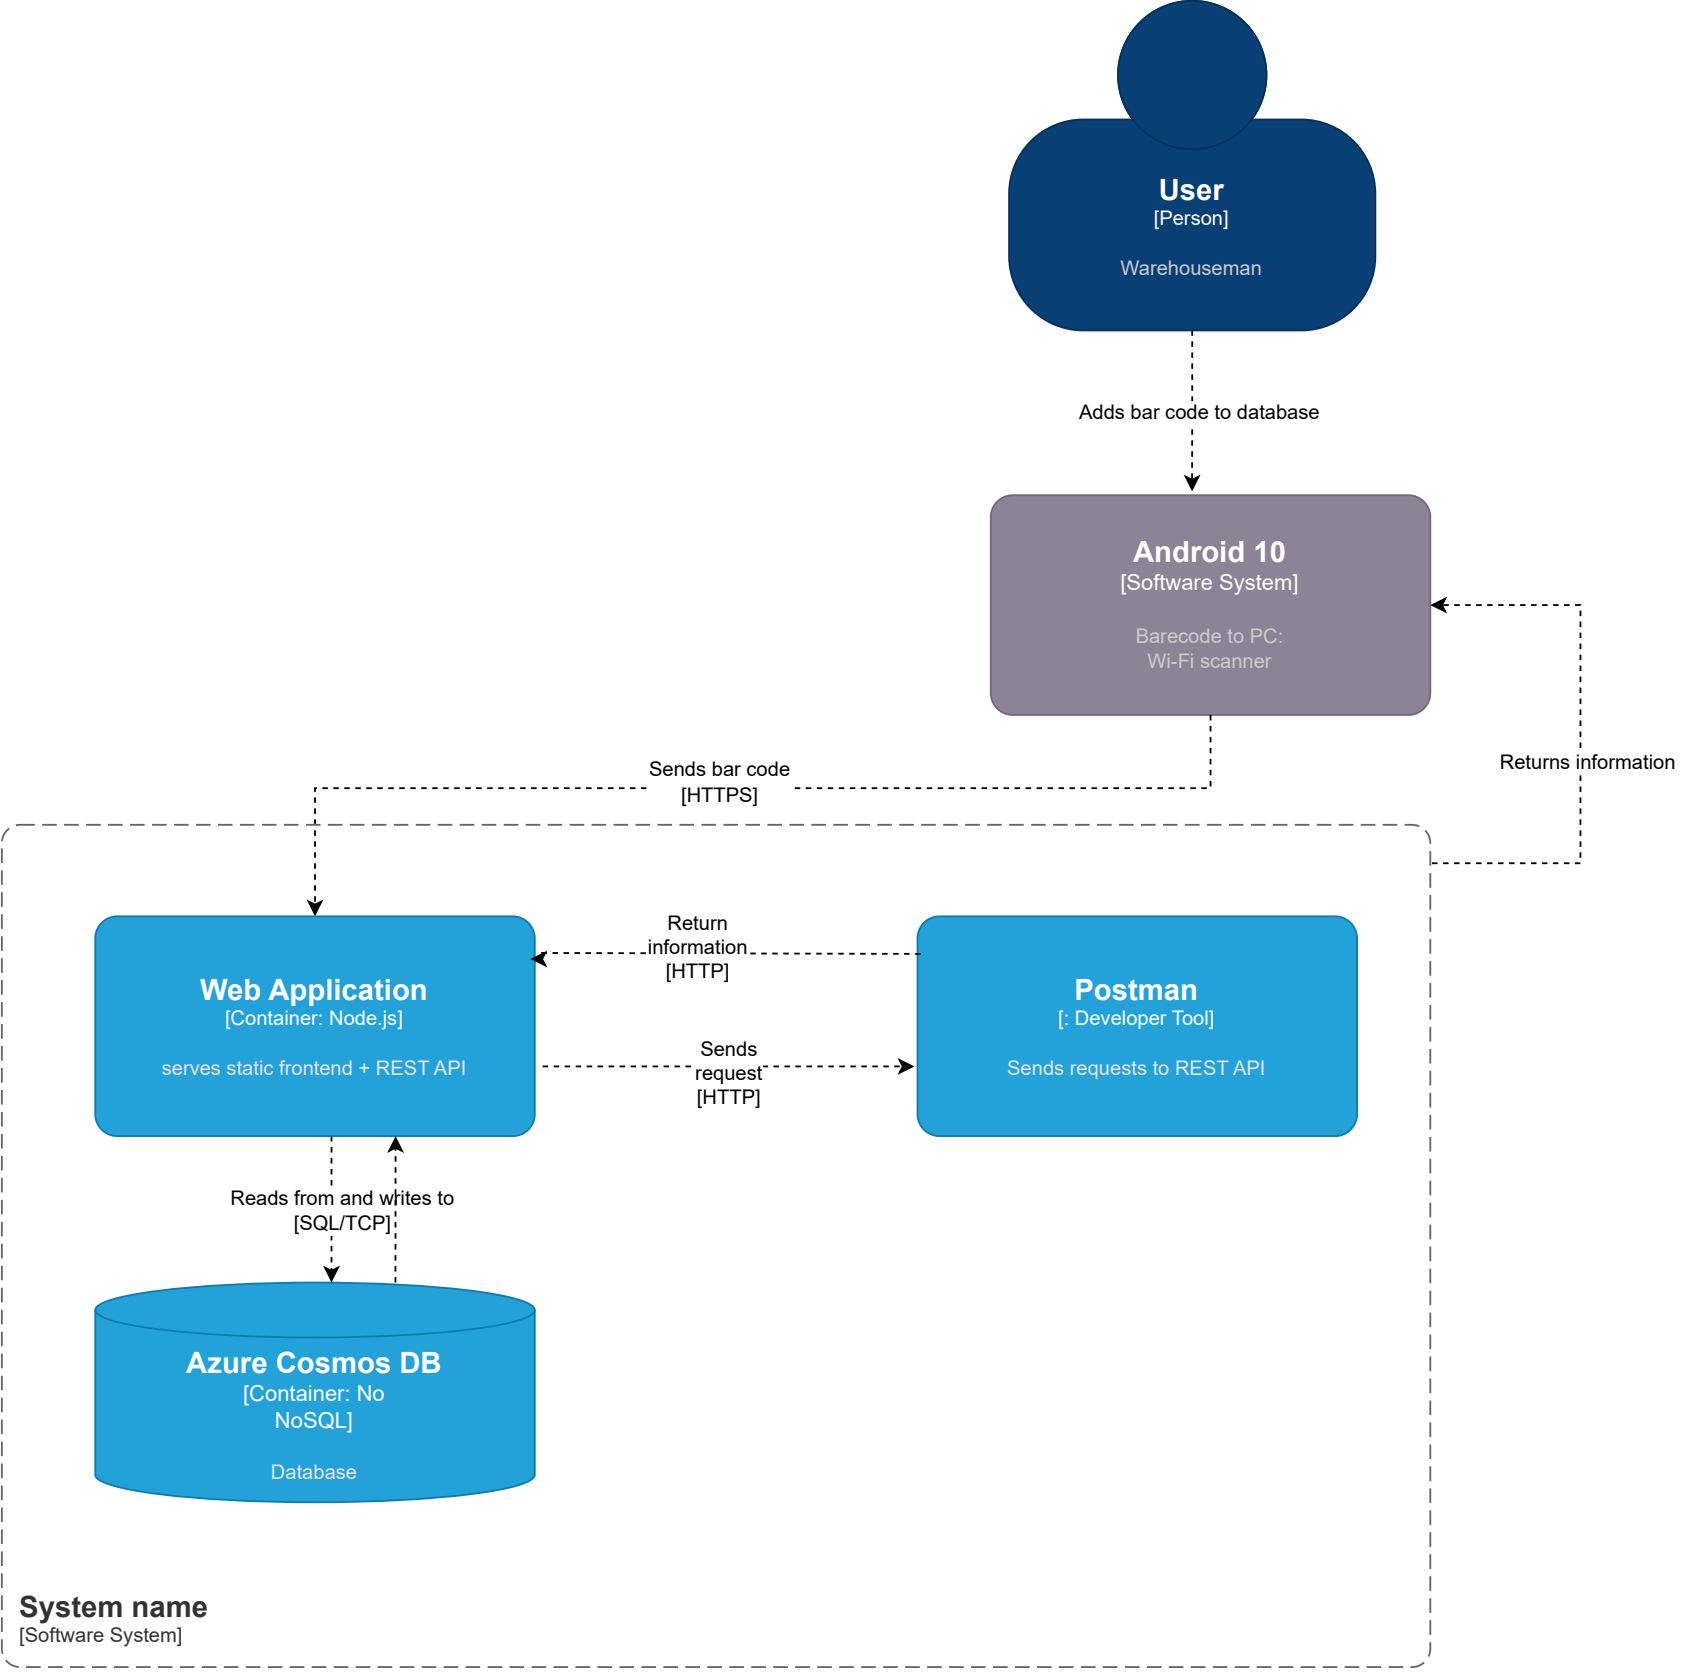 User
[Person]
Warehouseman
Adds bar code to database
Android 10
[Software System]
Barecode to PC:
Wi-Fi scanner
Returns information
Sends bar code
[HTTPS]
Web Application
[Container: Node.js]
serves static frontend + REST API
Return
information
[HTTP]
Sends
request
[HTTP]
Postman
[: Developer Tool]
Sends requests to REST API
Reads from and writes to
[SQL/TCP]
Azure Cosmos DB
[Container: No
NoSQL]
Database
System name
[Software System]